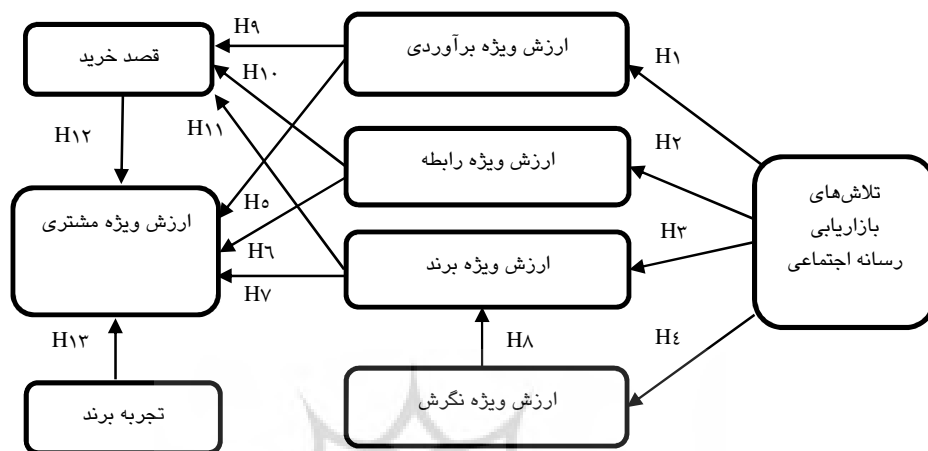 ارزش ویژه برآوردی
قصد خرید
H۹
H۱
H۱۰
H۱۱
H۱۲
H۲
ارزش ویژه رابطه
تلاش‌های
بازاریابی
رسانه اجتماعی
ارزش ویژه مشتری
H۵
H۶
H۷
H۳
ارزش ویژه برند
H۱۳
H۸
H٤
ارزش ویژه نگرش
تجربه برند